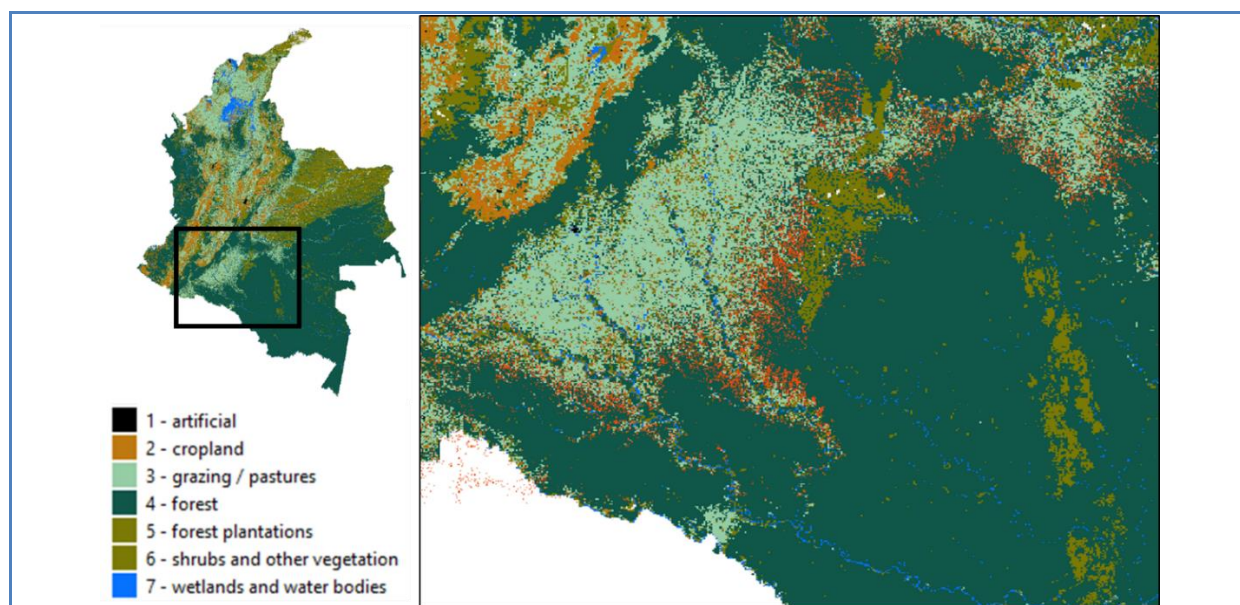 1 - artificial
2 - cropland
3 - grazing / pastures
4 - forest
5 - forest plantations
6 - shrubs and other vegetation
7 - wetlands and water bodies